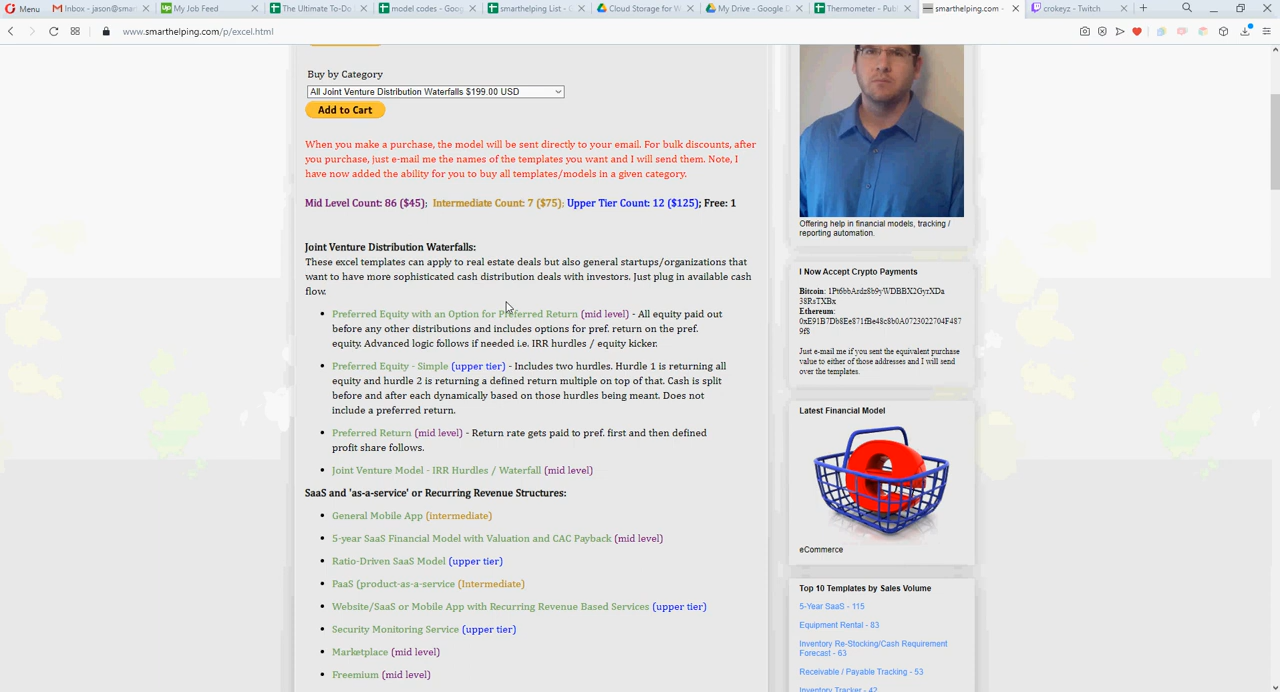 Menu
Inbox - jason@smar
My Job Feed
The Ultimate To-Do
model codes - Goog
smarthelping List - G
Cloud Storage for W
My Drive - Google D
Thermometer - Pub
smarthelping.com -
crokeyz - Twitch
www.smarthelping.com/p/excel.html
Buy by Category
All Joint Venture Distribution Waterfalls $199.00 USD
Add to Cart
When you make a purchase, the model will be sent directly to your email. For bulk discounts, after
you purchase, just e-mail me the names of the templates you want and I will send them. Note, I
have now added the ability for you to buy all templates/models in a given category.
Mid Level Count: 86 ($45); Intermediate Count: 7 ($75); Upper Tier Count: 12 ($125); Free: 1
Joint Venture Distribution Waterfalls:
These excel templates can apply to real estate deals but also general startups/organizations that
want to have more sophisticated cash distribution deals with investors. Just plug in available cash
flow.
Preferred Equity with an Option for Preferred Return (mid level) - All equity paid out
before any other distributions and includes options for pref. return on the pref.
equity. Advanced logic follows if needed i.e. IRR hurdles / equity kicker.
Preferred Equity - Simple (upper tier) - Includes two hurdles. Hurdle 1 is returning all
equity and hurdle 2 is returning a defined return multiple on top of that. Cash is split
before and after each dynamically based on those hurdles being meant. Does not
include a preferred return.
Preferred Return (mid level) - Return rate gets paid to pref. first and then defined
profit share follows.
Joint Venture Model - IRR Hurdles / Waterfall (mid level)
SaaS and 'as-a-service' or Recurring Revenue Structures:
General Mobile App (intermediate)
5-year SaaS Financial Model with Valuation and CAC Payback (mid level)
Ratio-Driven SaaS Model (upper tier)
PaaS (product-as-a-service (Intermediate)
Website/SaaS or Mobile App with Recurring Revenue Based Services (upper tier)
Security Monitoring Service (upper tier)
Marketplace (mid level)
Freemium (mid level)
Offering help in financial models, tracking /
reporting automation.
I Now Accept Crypto Payments
Bitcoin: 1Pt6bbArdz8b9yWDBBX2GyrXDa
38RsTXBx
Ethereum:
0xE91B7Db8Ee871fBe48c8b0A0723022704F487
9f8
Just e-mail me if you sent the equivalent purchase
value to either of those addresses and I will send
over the templates.
Latest Financial Model
eCommerce
Top 10 Templates by Sales Volume
5-Year SaaS - 115
Equipment Rental - 83
Inventory Re-Stocking/Cash Requirement
Forecast - 63
Receivable / Payable Tracking - 53
Inventory Tracker - 42